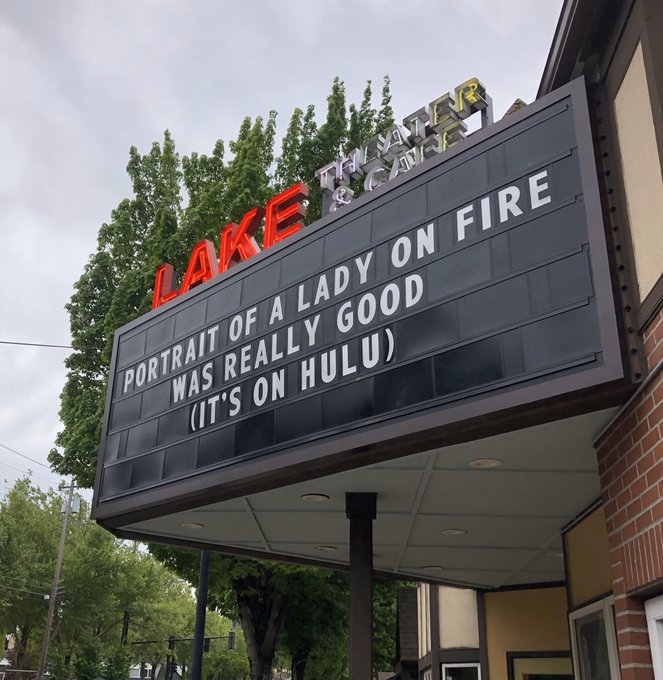 LAKE
THEATER
& CAFE
PORTRAIT OF A LADY ON FIRE
WAS REALLY GOOD
(IT'S ON HULU)